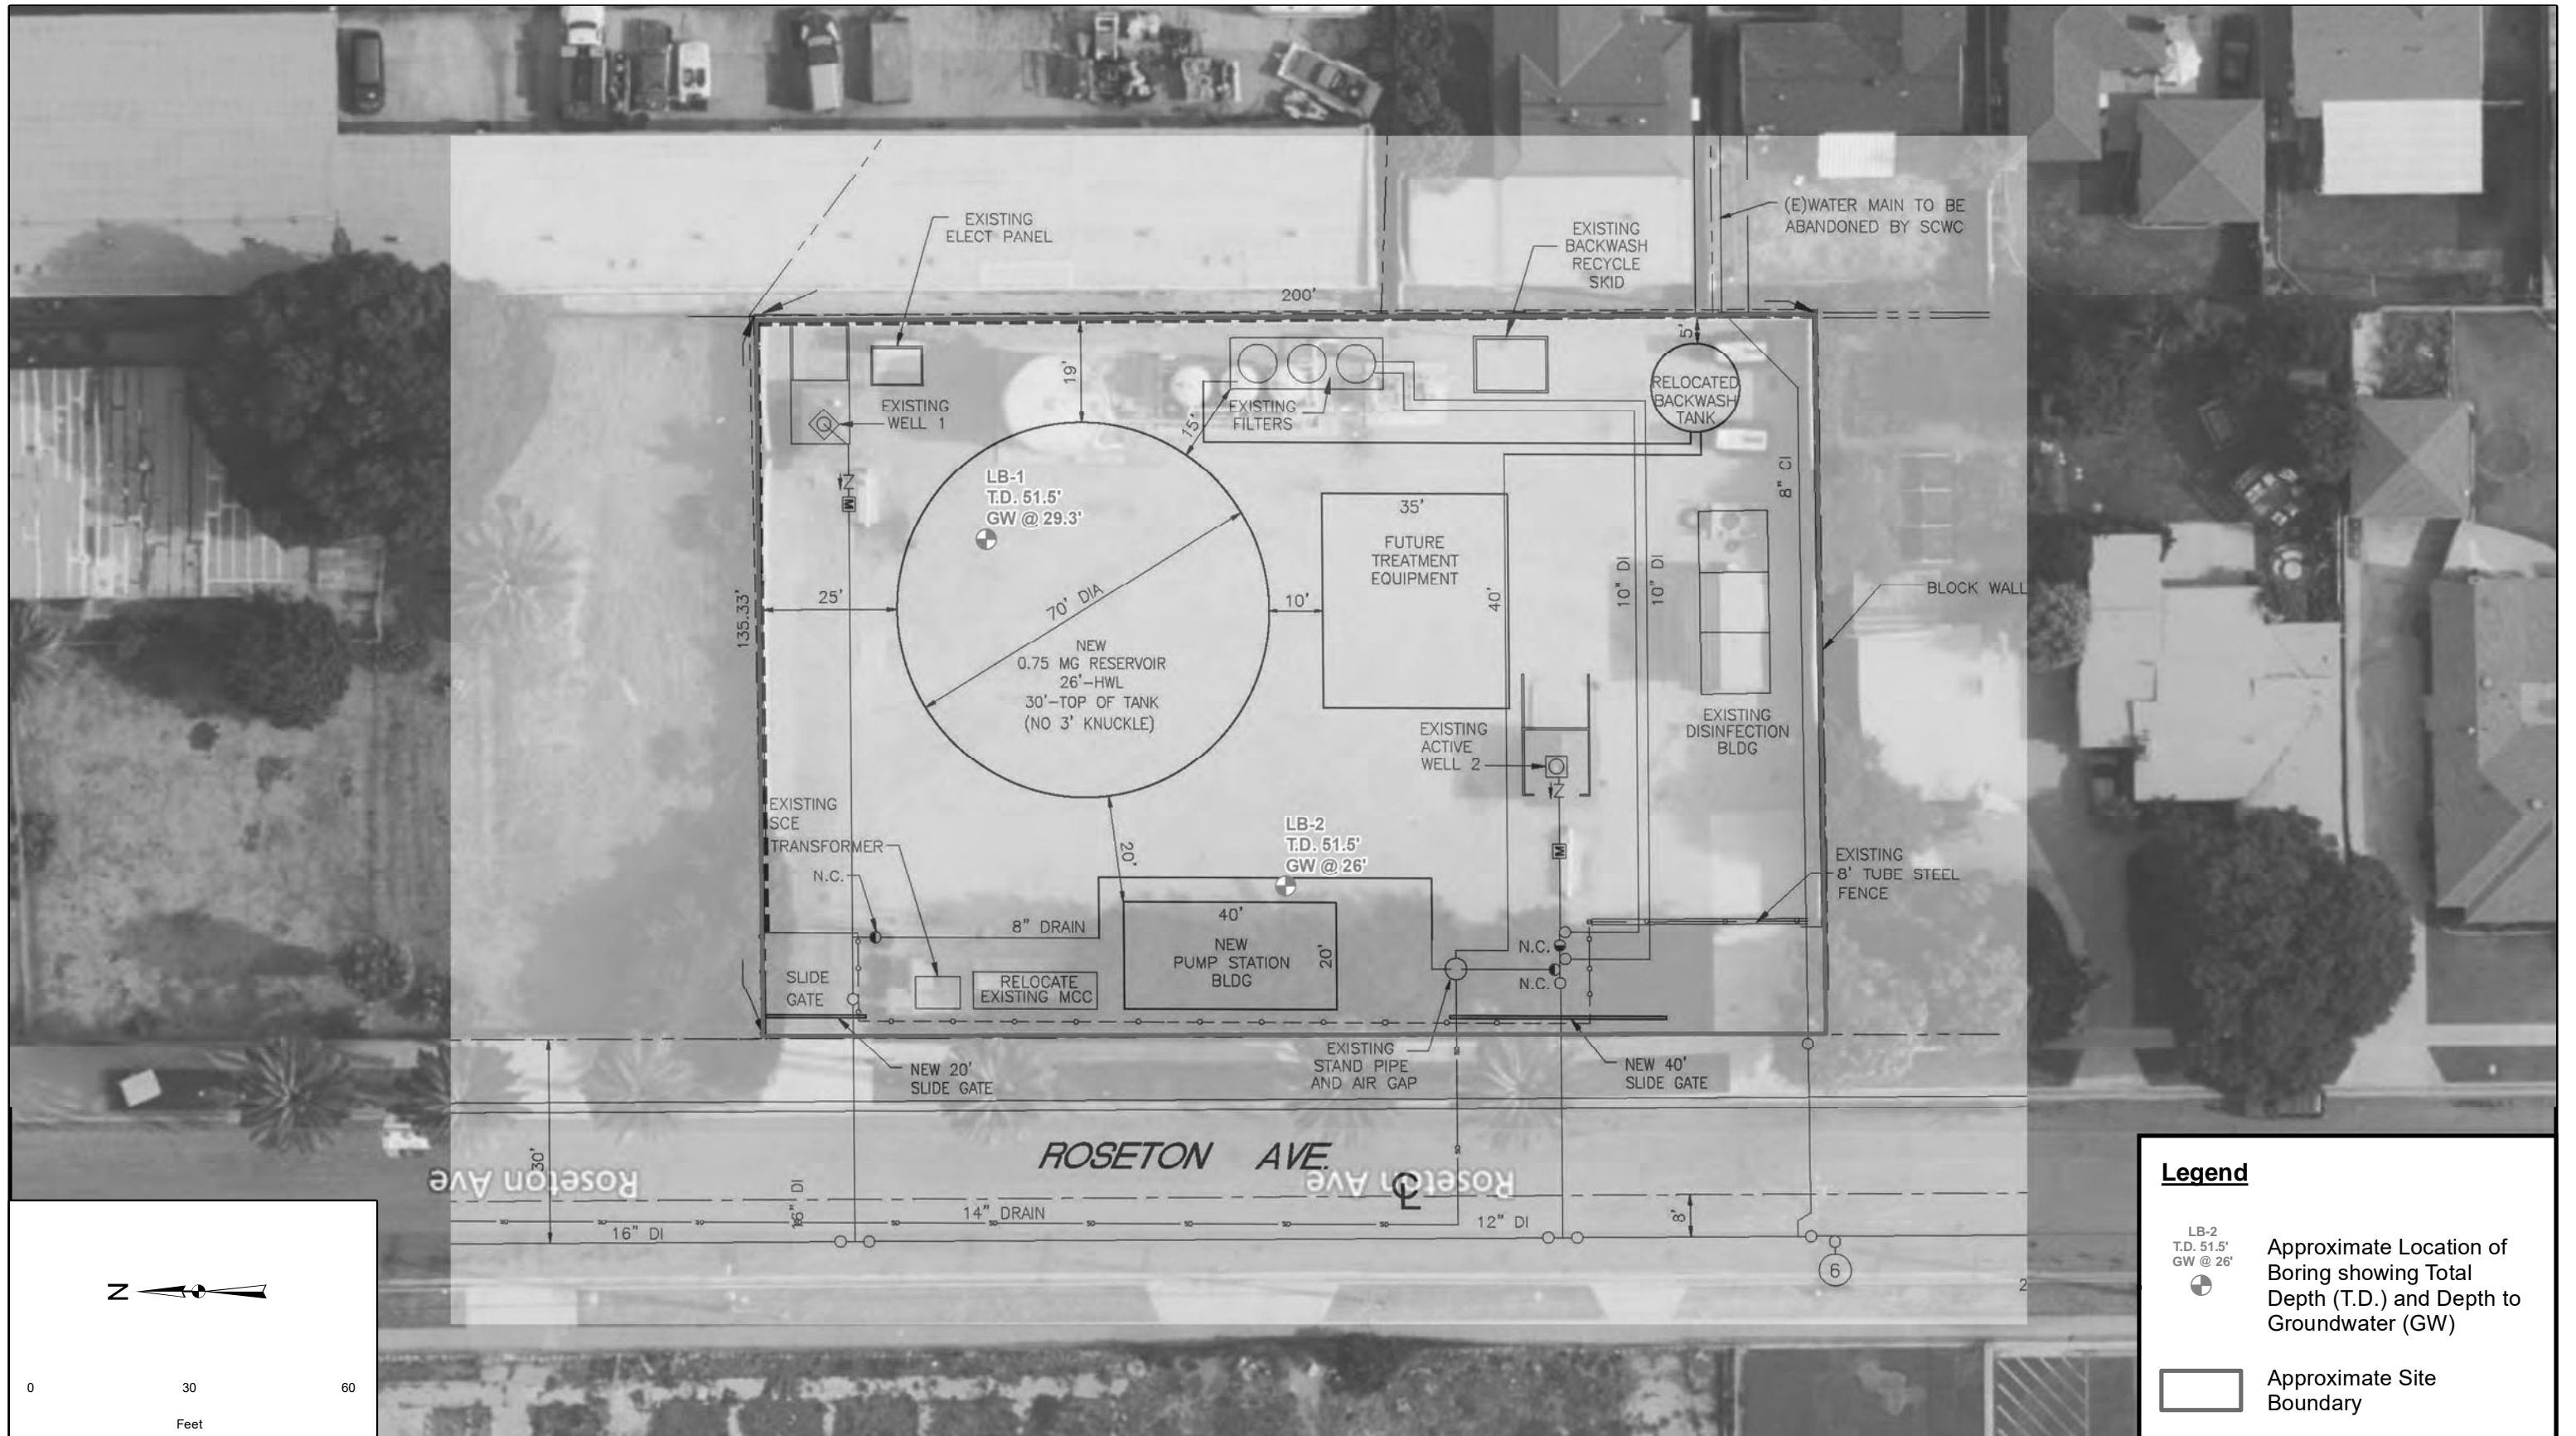 EXISTING
ELECT PANEL
EXISTING
BACKWASH
RECYCLE
SKID
(E)WATER MAIN TO BE
ABANDONED BY SCWC
200'
19'
5'
EXISTING
WELL 1
15'
EXISTING
FILTERS
RELOCATED
BACKWASH
TANK
8" CI
LB-1
T.D. 51.5'
GW @ 29.3'
M
35'
FUTURE
TREATMENT
EQUIPMENT
40'
10" DI
10" DI
BLOCK WALL
135.33'
25'
70' DIA
10'
NEW
0.75 MG RESERVOIR
26'-HWL
30'-TOP OF TANK
(NO 3' KNUCKLE)
EXISTING
ACTIVE
WELL 2
EXISTING
DISINFECTION
BLDG
EXISTING
SCE
TRANSFORMER
N.C.
20'
LB-2
T.D. 51.5'
GW @ 26'
M
EXISTING
8' TUBE STEEL
FENCE
8" DRAIN
40'
NEW
PUMP STATION
BLDG
20'
N.C.
N.C.
SLIDE
GATE
RELOCATE
EXISTING MCC
NEW 20'
SLIDE GATE
EXISTING
STAND PIPE
AND AIR GAP
NEW 40'
SLIDE GATE
30'
ROSETON AVE.
Roseton Ave
Roseton Ave
CL
16" DI
14" DRAIN
16" DI
12" DI
8'
6
2
N
0 30 60
Feet
Legend
LB-2
T.D. 51.5'
GW @ 26'
Approximate Location of
Boring showing Total
Depth (T.D.) and Depth to
Groundwater (GW)
Approximate Site
Boundary